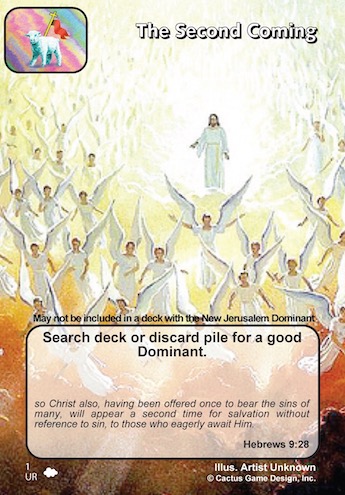 The Second Coming
May not be included in a deck with the New Jerusalem Dominant
Search deck or discard pile for a good
Dominant.
so Christ also, having been offered once to bear the sins of
many, will appear a second time for salvation without
reference to sin, to those who eagerly await Him.
Hebrews 9:28
1
UR
Illus. Artist Unknown
© Cactus Game Design, Inc.